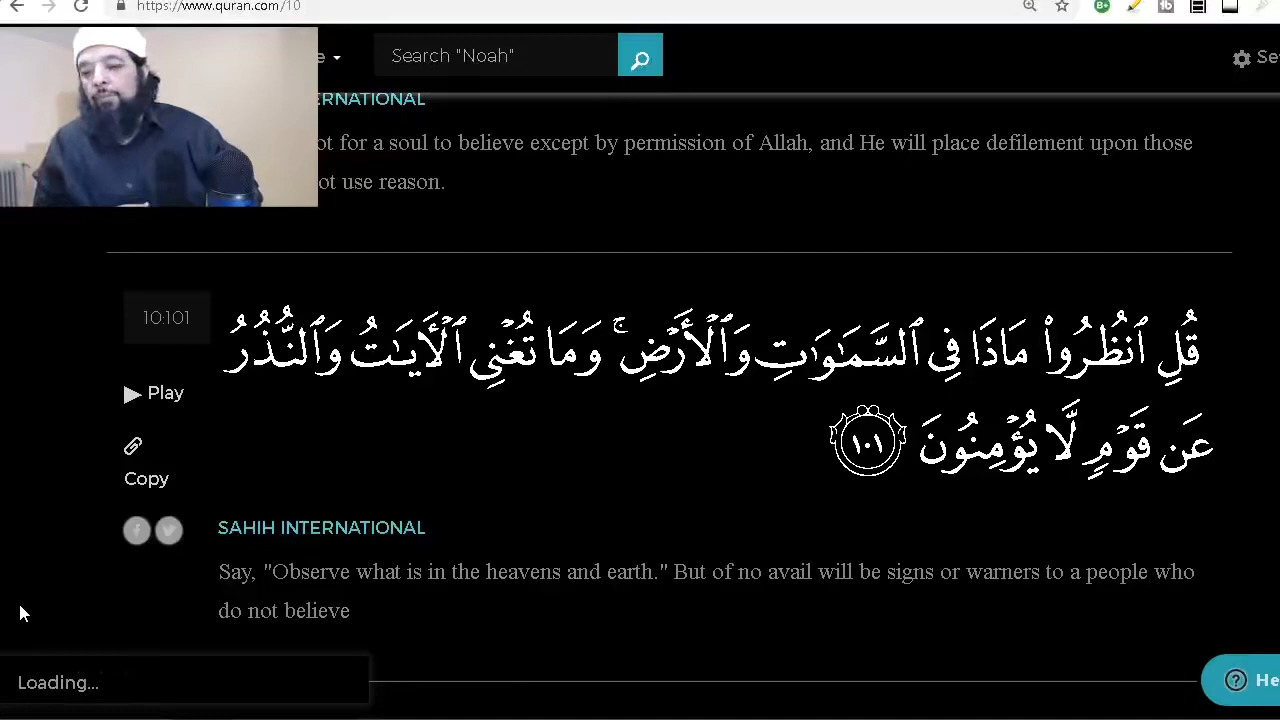 https://www.quran.com/10
e
Search "Noah"
Se
ERNATIONAL
ot for a soul to believe except by permission of Allah, and He will place defilement upon those
ot use reason.
10:101
قُلِ ٱنظُرُوا۟ مَاذَا فِى ٱلسَّمَـٰوَٰتِ وَٱلْأَرْضِ ۚ وَمَا تُغْنِى ٱلْـَٔايَـٰتُ وَٱلنُّذُرُ
عَن قَوْمٍ لَّا يُؤْمِنُونَ ١٠١
Play
Copy
SAHIH INTERNATIONAL
Say, "Observe what is in the heavens and earth." But of no avail will be signs or warners to a people who
do not believe
Loading...
He